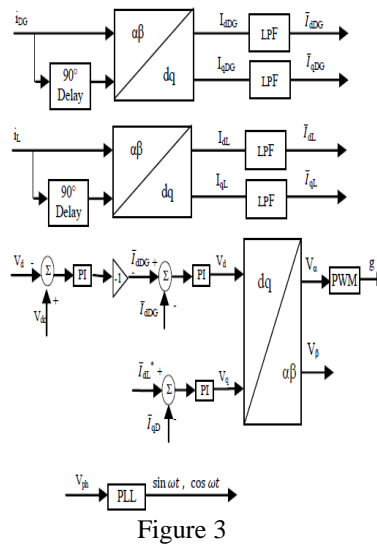 i_DG
αβ
dq
90°
Delay
I_dDG
LPF
Ī_dDG
I_qDG
LPF
Ī_qDG
i_L
αβ
dq
90°
Delay
I_dL
LPF
Ī_dL
I_qL
LPF
Ī_qL
V_d -
Σ
+
V_dc
PI
-1
Ī_dDG +
Σ
-
Ī_dDG
PI
V_d
dq
αβ
V_α
PWM
g
V_β
Ī_dL* +
Σ
-
Ī_qD
PI
V_q
V_ph
PLL
sin ωt , cos ωt
Figure 3